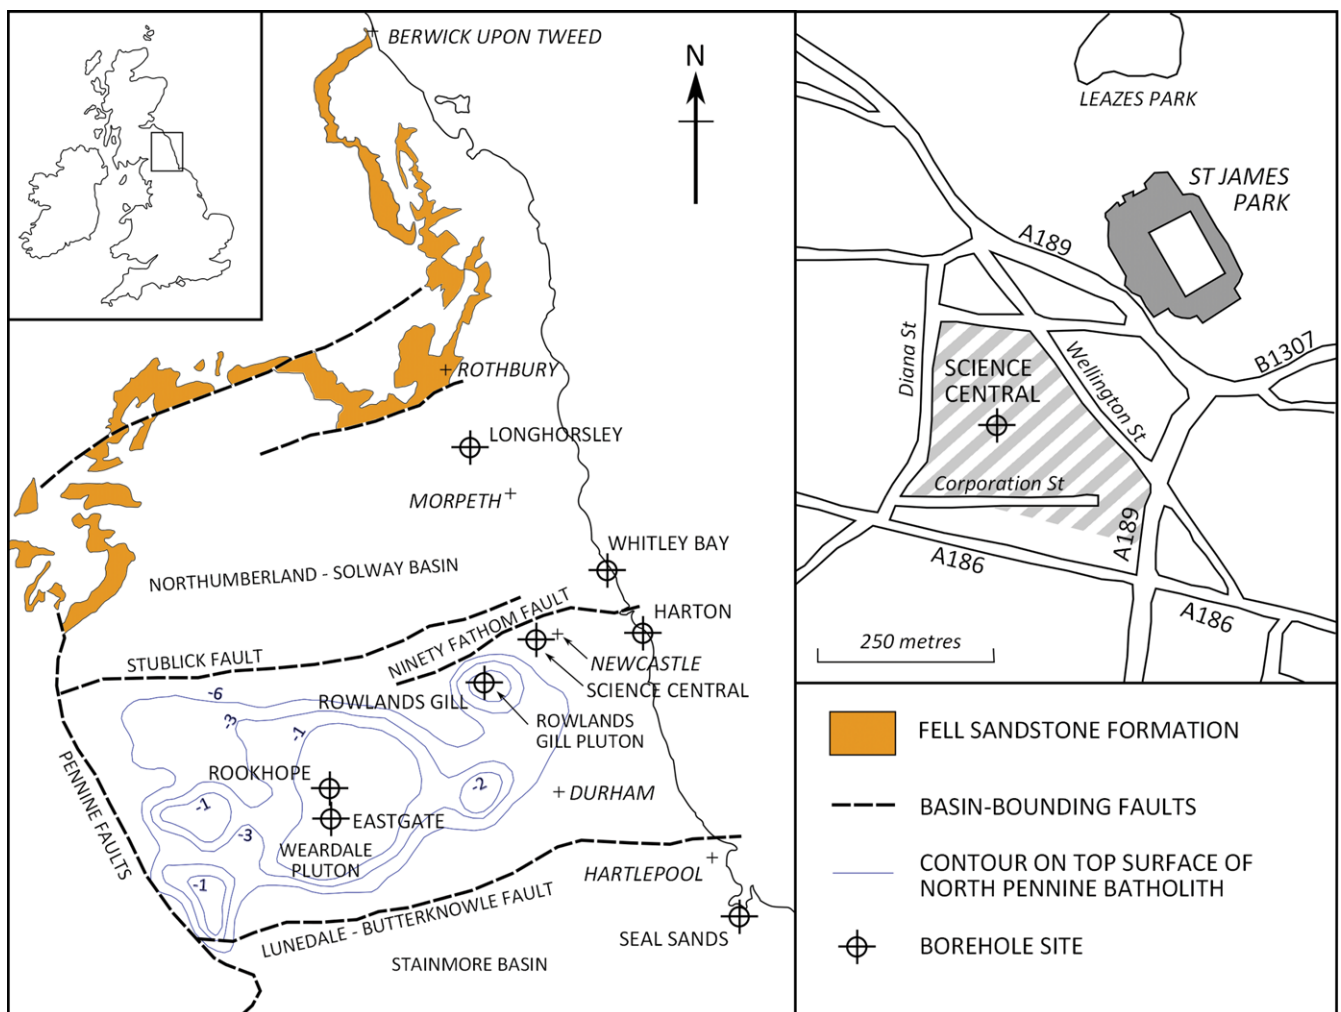 BERWICK UPON TWEED
N
ROTHBURY
LONGHORSLEY
MORPETH
WHITLEY BAY
NORTHUMBERLAND - SOLWAY BASIN
HARTON
STUBLICK FAULT
NINETY FATHOM FAULT
NEWCASTLE
SCIENCE CENTRAL
ROWLANDS GILL
ROWLANDS
GILL PLUTON
-6
-3
-1
ROOKHOPE
-2
DURHAM
-1
EASTGATE
-3
WEARDALE
PLUTON
PENNINE FAULTS
-1
HARTLEPOOL
LUNEDALE - BUTTERKNOWLE FAULT
SEAL SANDS
STAINMORE BASIN
LEAZES PARK
ST JAMES
PARK
A189
Diana St
Wellington St
B1307
SCIENCE
CENTRAL
Corporation St
A189
A186
A186
250 metres
FELL SANDSTONE FORMATION
BASIN-BOUNDING FAULTS
CONTOUR ON TOP SURFACE OF
NORTH PENNINE BATHOLITH
BOREHOLE SITE